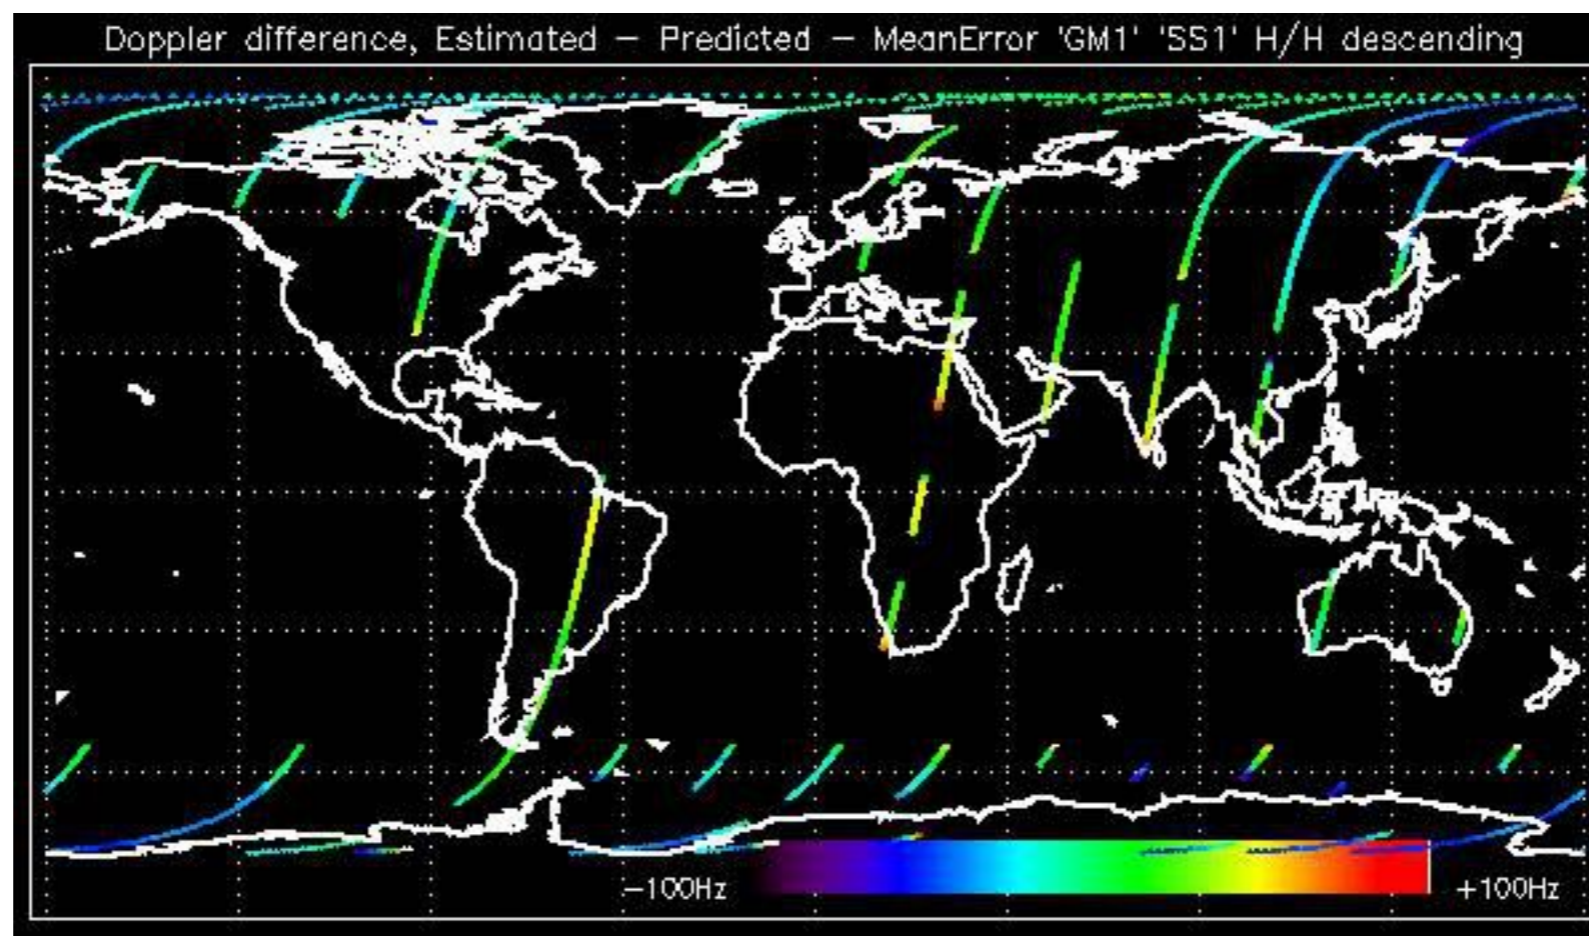 Doppler difference, Estimated – Predicted – MeanError 'GM1' 'SS1' H/H descending
–100Hz +100Hz